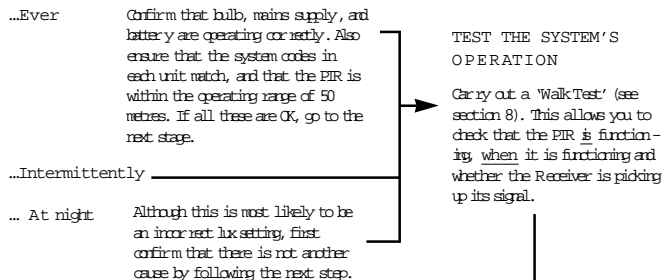 ...Ever
Confirm that bulb, mains supply, and
battery are operating correctly. Also
ensure that the system codes in
each unit match, and that the PIR is
within the operating range of 50
metres. If all these are OK, go to the
next stage.
...Intermittently
... At night
Although this is most likely to be
an incorrect lux setting, first
confirm that there is not another
cause by following the next step.
TEST THE SYSTEM'S
OPERATION
Carry out a 'Walk Test' (see
section 8). This allows you to
check that the PIR is function-
ing, when it is functioning and
whether the Receiver is picking
up its signal.